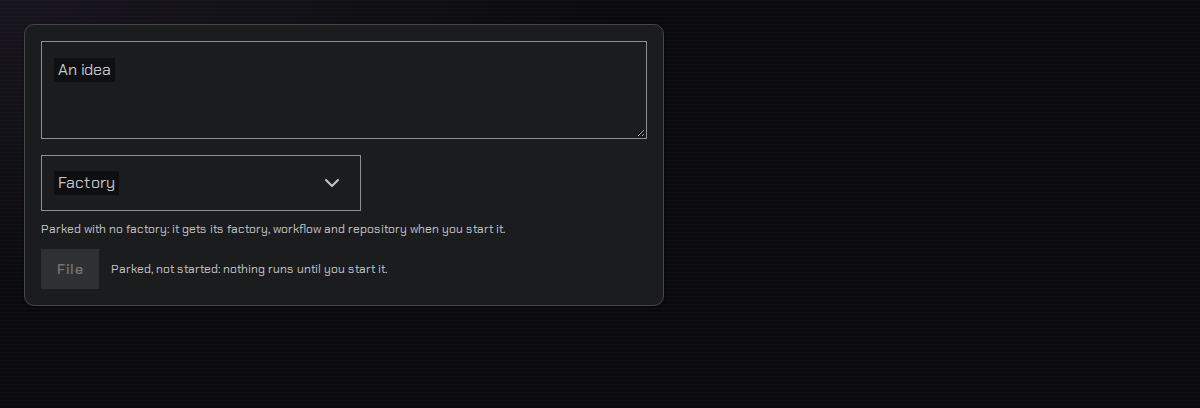 An idea
Factory
Parked with no factory: it gets its factory, workflow and repository when you start it.
File
Parked, not started: nothing runs until you start it.